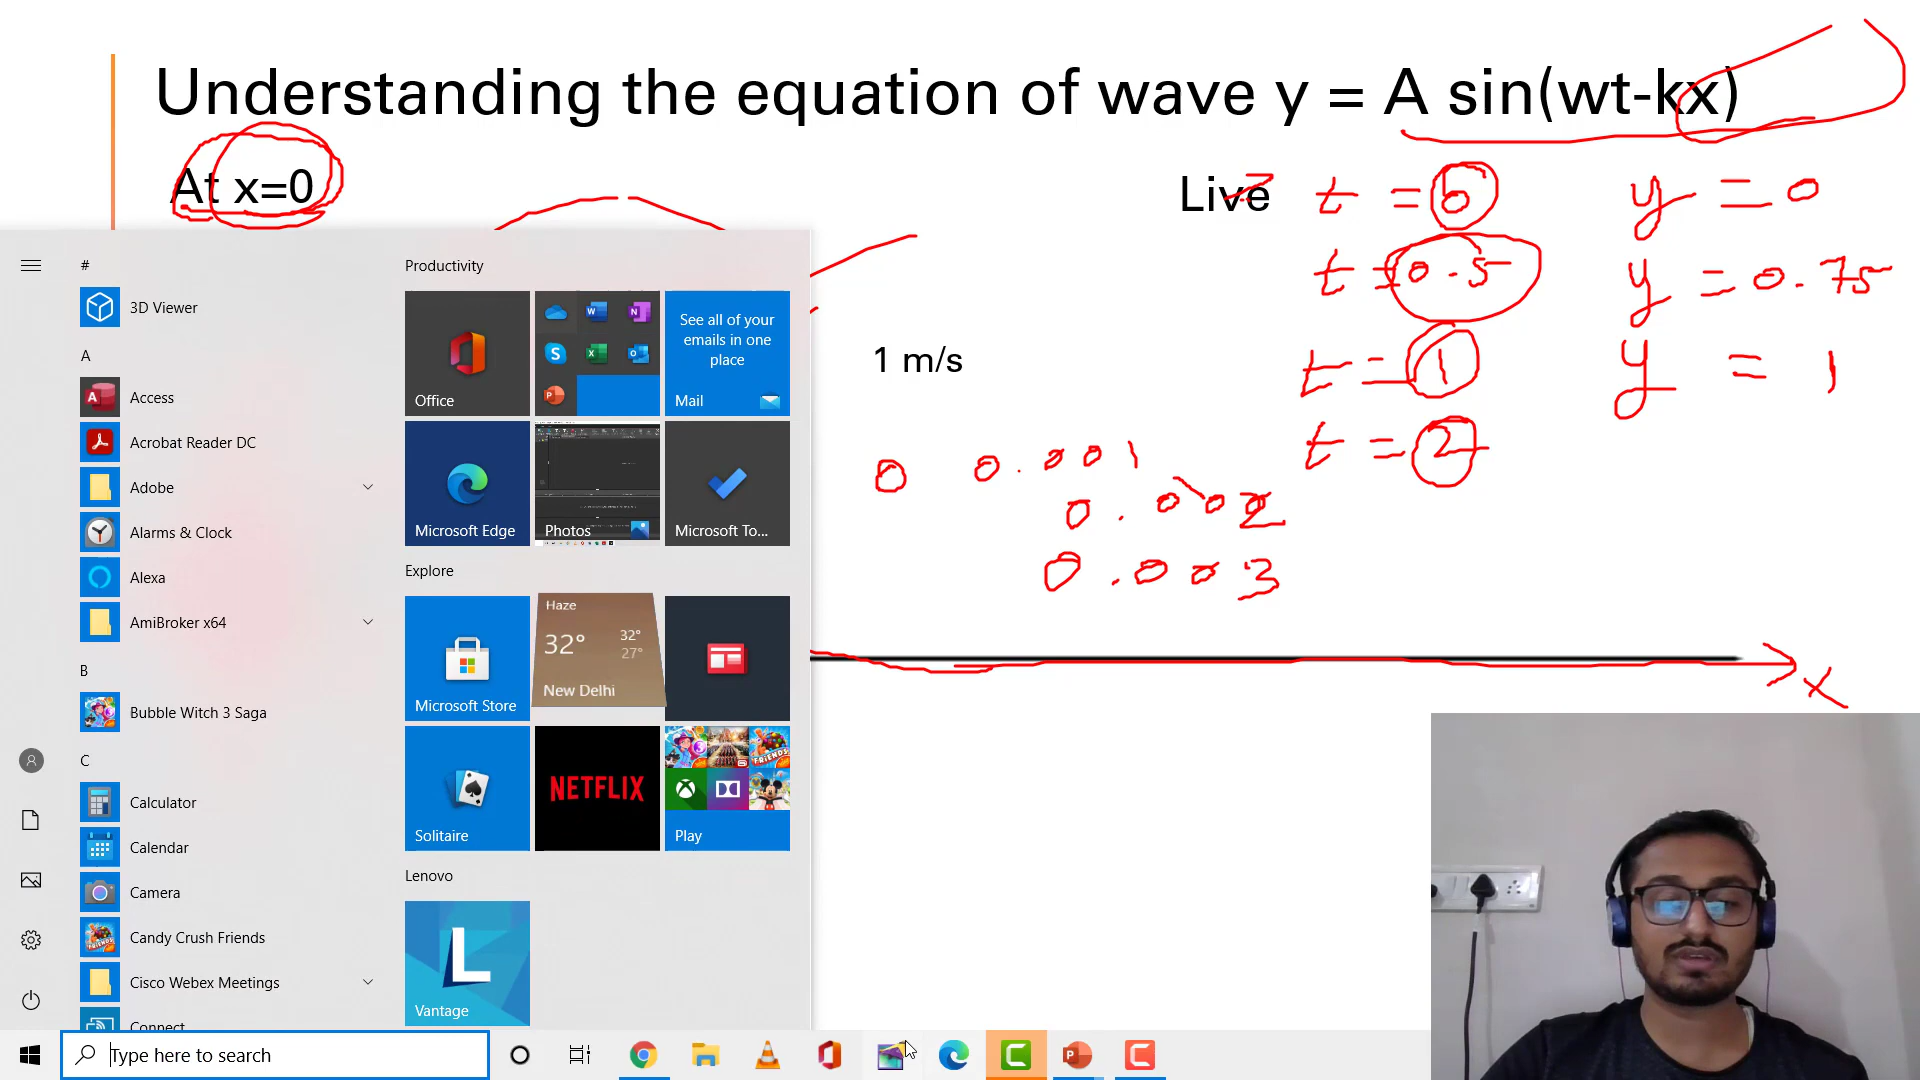 Understanding the equation of wave y = A sin(wt-kx)
At x=0
Live
t = 0
y = 0
t = 0.5
y = 0.75
t = 1
y = 1
t = 2
1 m/s
0 0.001
0.002
0.003
x
#
3D Viewer
A
Access
Acrobat Reader DC
Adobe
Alarms & Clock
Alexa
AmiBroker x64
B
Bubble Witch 3 Saga
C
Calculator
Calendar
Camera
Candy Crush Friends
Cisco Webex Meetings
Connect
Productivity
Office
See all of your
emails in one
place
Mail
Microsoft Edge
Photos
Microsoft To...
Explore
Microsoft Store
Haze
32°
32°
27°
New Delhi
Solitaire
NETFLIX
Play
Lenovo
L
Vantage
Type here to search